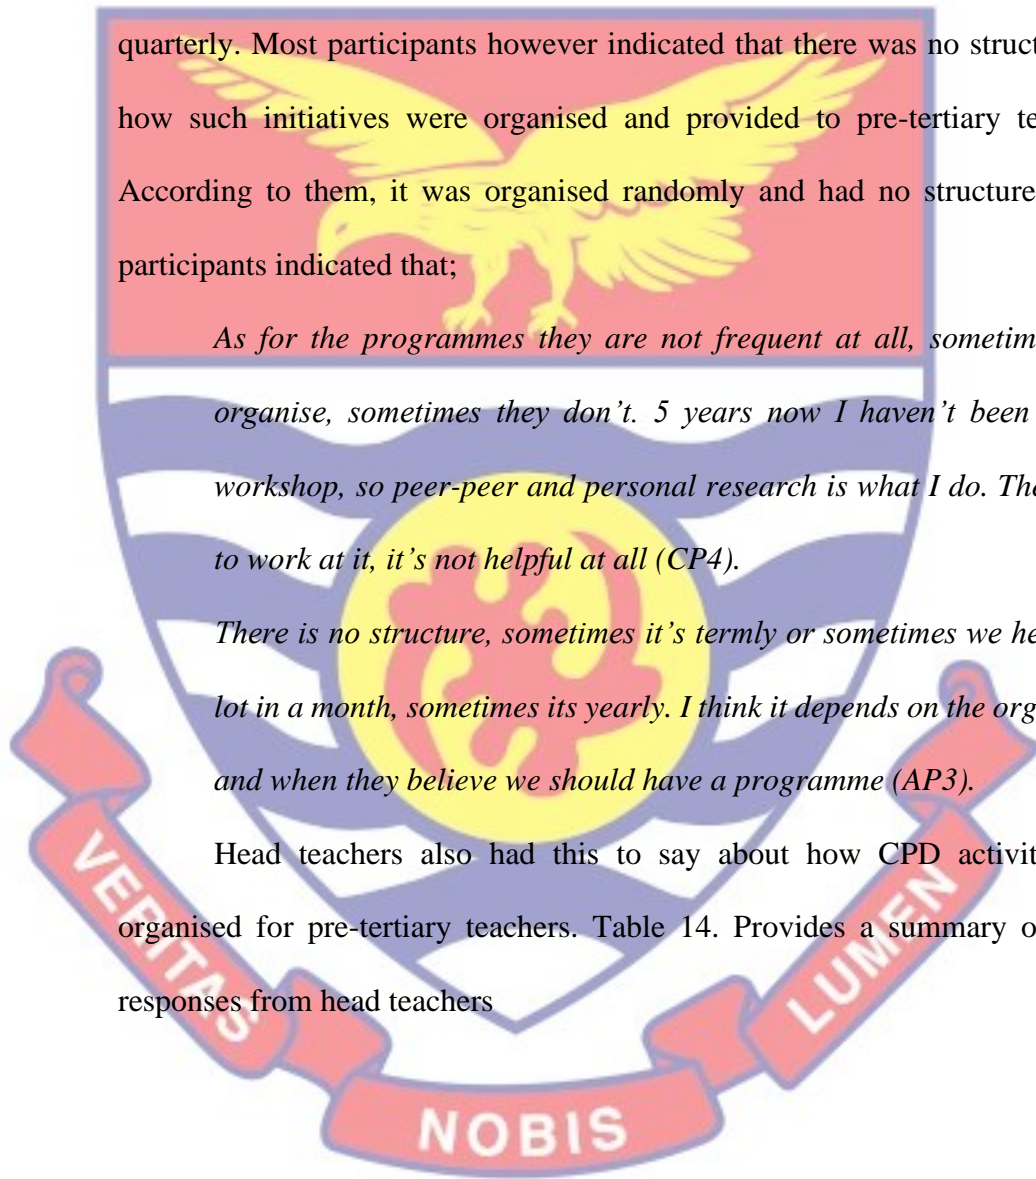 quarterly. Most participants however indicated that there was no struct
how such initiatives were organised and provided to pre-tertiary te
According to them, it was organised randomly and had no structure
participants indicated that;
As for the programmes they are not frequent at all, sometim
organise, sometimes they don’t. 5 years now I haven’t been
workshop, so peer-peer and personal research is what I do. The
to work at it, it’s not helpful at all (CP4).
There is no structure, sometimes it’s termly or sometimes we he
lot in a month, sometimes its yearly. I think it depends on the org
and when they believe we should have a programme (AP3).
Head teachers also had this to say about how CPD activit
organised for pre-tertiary teachers. Table 14. Provides a summary o
responses from head teachers
VERITAS
NOBIS
LUMEN